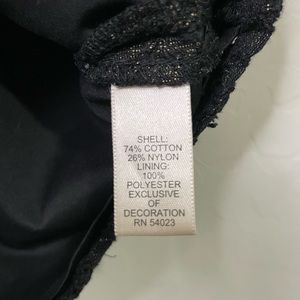 SHELL:
74% COTTON
26% NYLON
LINING:
100%
POLYESTER
EXCLUSIVE
OF
DECORATION
RN 54023